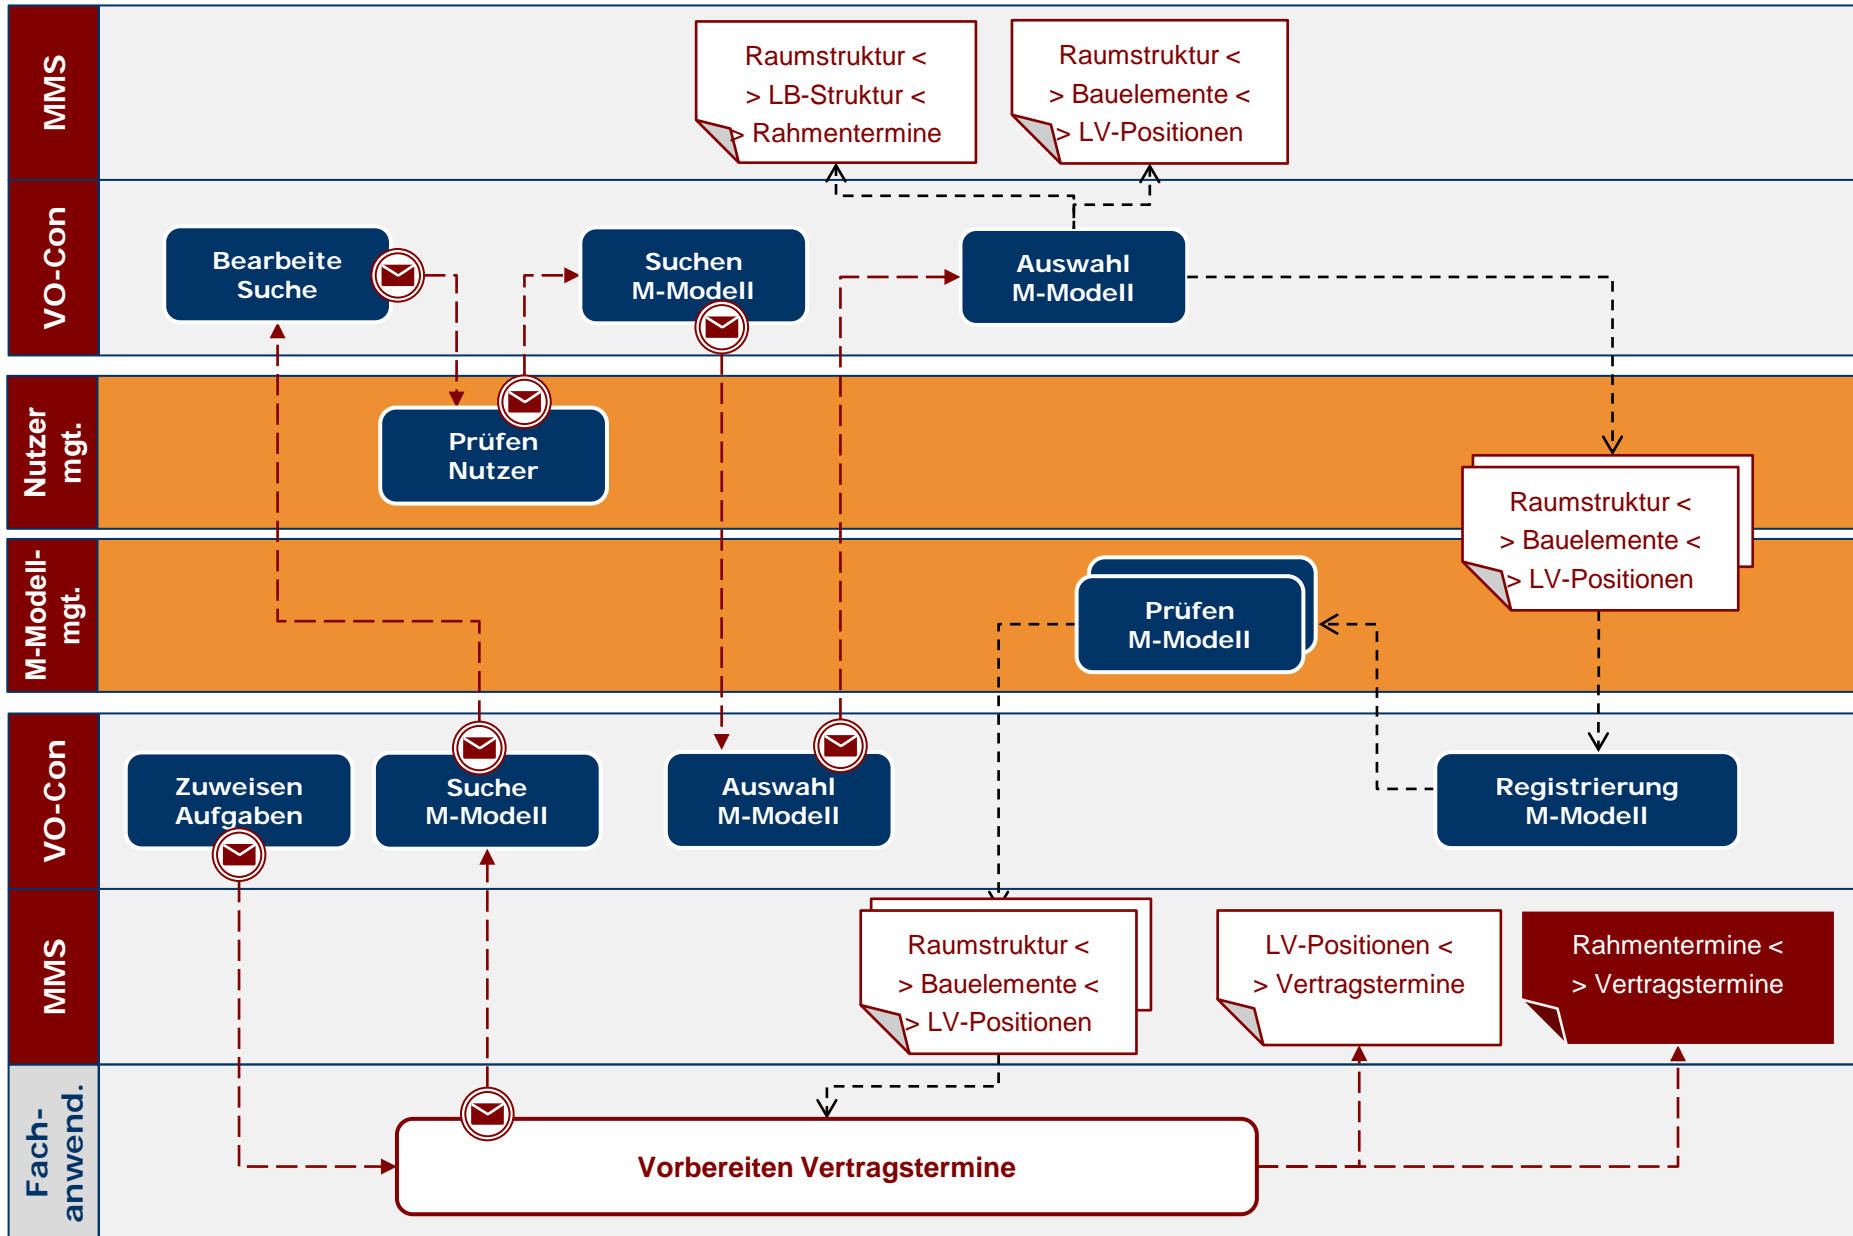 MMS
Raumstruktur <
> LB-Struktur <
> Rahmentermine
Raumstruktur <
> Bauelemente <
> LV-Positionen
VO-Con
Bearbeite
Suche
Suchen
M-Modell
Auswahl
M-Modell
Nutzer
mgt.
Prüfen
Nutzer
Raumstruktur <
> Bauelemente <
> LV-Positionen
M-Modell-
mgt.
Prüfen
M-Modell
VO-Con
Zuweisen
Aufgaben
Suche
M-Modell
Auswahl
M-Modell
Registrierung
M-Modell
MMS
Raumstruktur <
> Bauelemente <
> LV-Positionen
LV-Positionen <
> Vertragstermine
Rahmentermine <
> Vertragstermine
Fach-
anwend.
Vorbereiten Vertragstermine